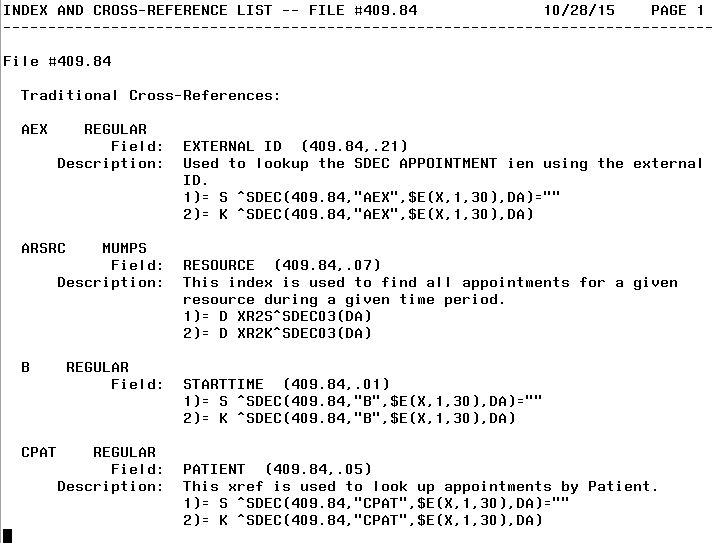 INDEX AND CROSS-REFERENCE LIST -- FILE #409.84 10/28/15 PAGE 1
--------------------------------------------------------------------------------
File #409.84
Traditional Cross-References:
AEX REGULAR
Field: EXTERNAL ID (409.84,.21)
Description: Used to lookup the SDEC APPOINTMENT ien using the external
ID.
1)= S ^SDEC(409.84,"AEX",$E(X,1,30),DA)=""
2)= K ^SDEC(409.84,"AEX",$E(X,1,30),DA)
ARSRC MUMPS
Field: RESOURCE (409.84,.07)
Description: This index is used to find all appointments for a given
resource during a given time period.
1)= D XR2S^SDEC03(DA)
2)= D XR2K^SDEC03(DA)
B REGULAR
Field: STARTTIME (409.84,.01)
1)= S ^SDEC(409.84,"B",$E(X,1,30),DA)=""
2)= K ^SDEC(409.84,"B",$E(X,1,30),DA)
CPAT REGULAR
Field: PATIENT (409.84,.05)
Description: This xref is used to look up appointments by Patient.
1)= S ^SDEC(409.84,"CPAT",$E(X,1,30),DA)=""
2)= K ^SDEC(409.84,"CPAT",$E(X,1,30),DA)